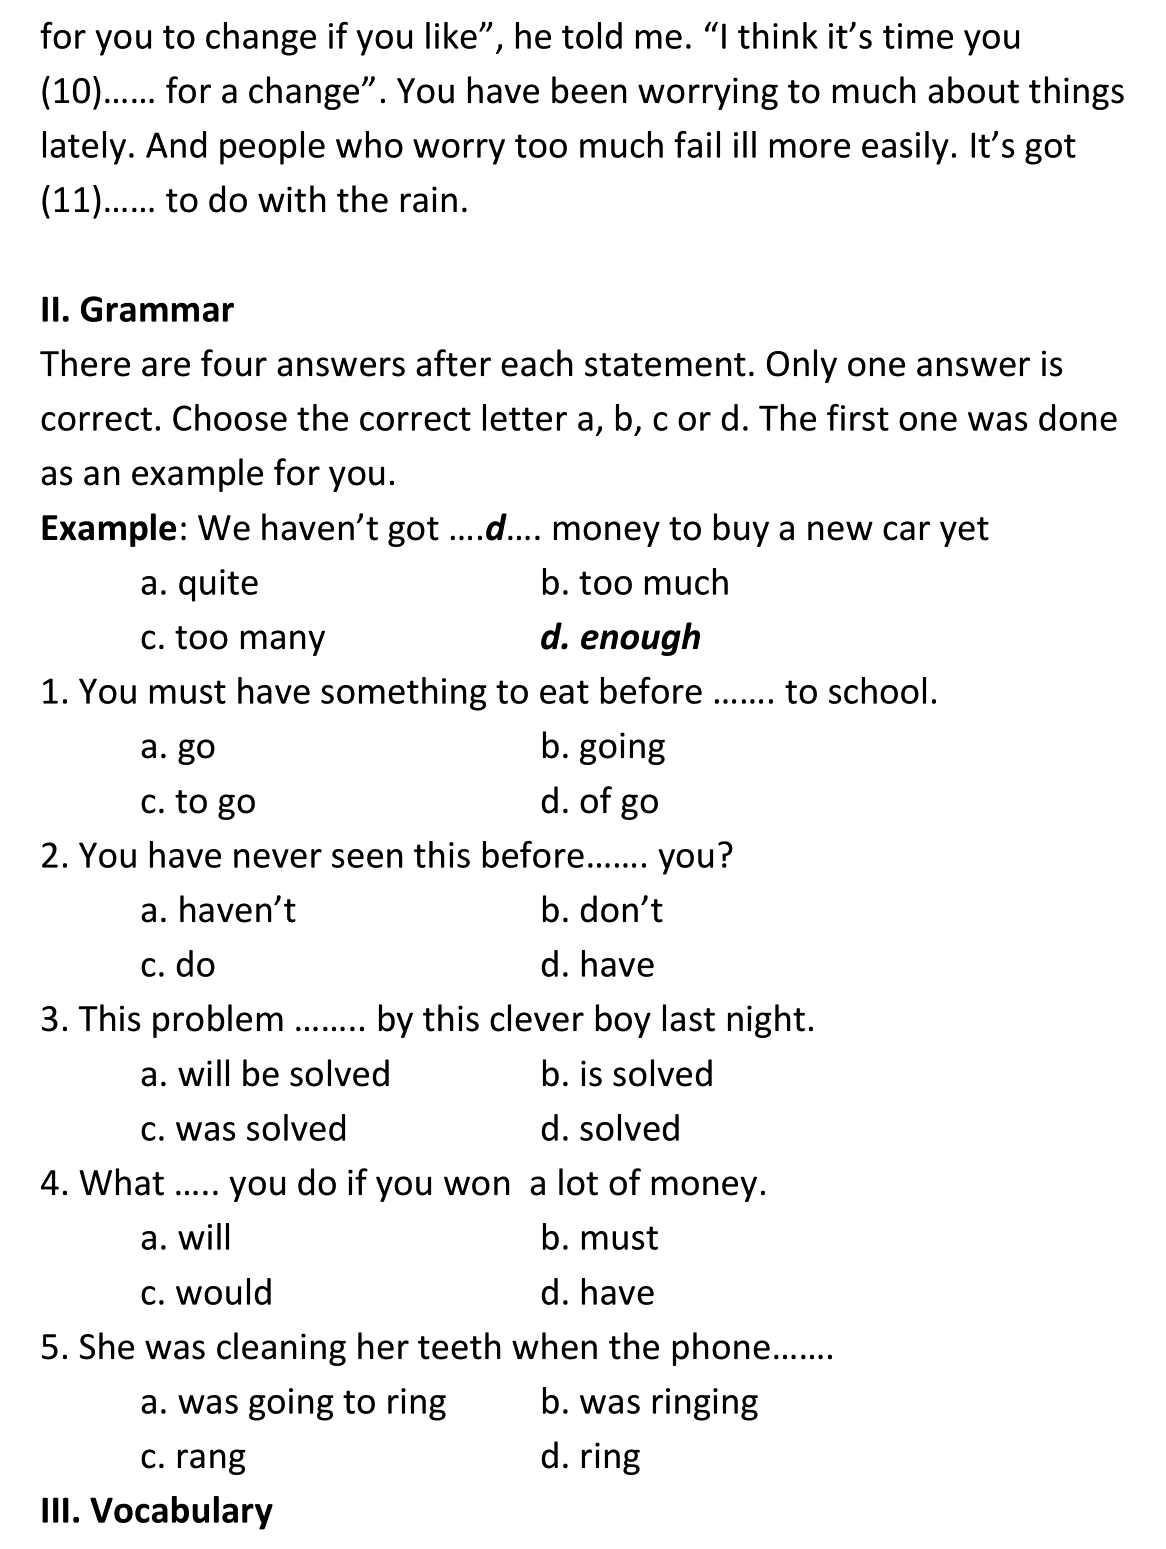 for you to change if you like”, he told me. “I think it’s time you
(10)...... for a change”. You have been worrying to much about things
lately. And people who worry too much fail ill more easily. It’s got
(11)...... to do with the rain.
II. Grammar
There are four answers after each statement. Only one answer is
correct. Choose the correct letter a, b, c or d. The first one was done
as an example for you.
Example: We haven’t got ....d.... money to buy a new car yet
a. quite b. too much
c. too many d. enough
1. You must have something to eat before ....... to school.
a. go b. going
c. to go d. of go
2. You have never seen this before....... you?
a. haven’t b. don’t
c. do d. have
3. This problem ........ by this clever boy last night.
a. will be solved b. is solved
c. was solved d. solved
4. What ..... you do if you won  a lot of money.
a. will b. must
c. would d. have
5. She was cleaning her teeth when the phone.......
a. was going to ring b. was ringing
c. rang d. ring
III. Vocabulary